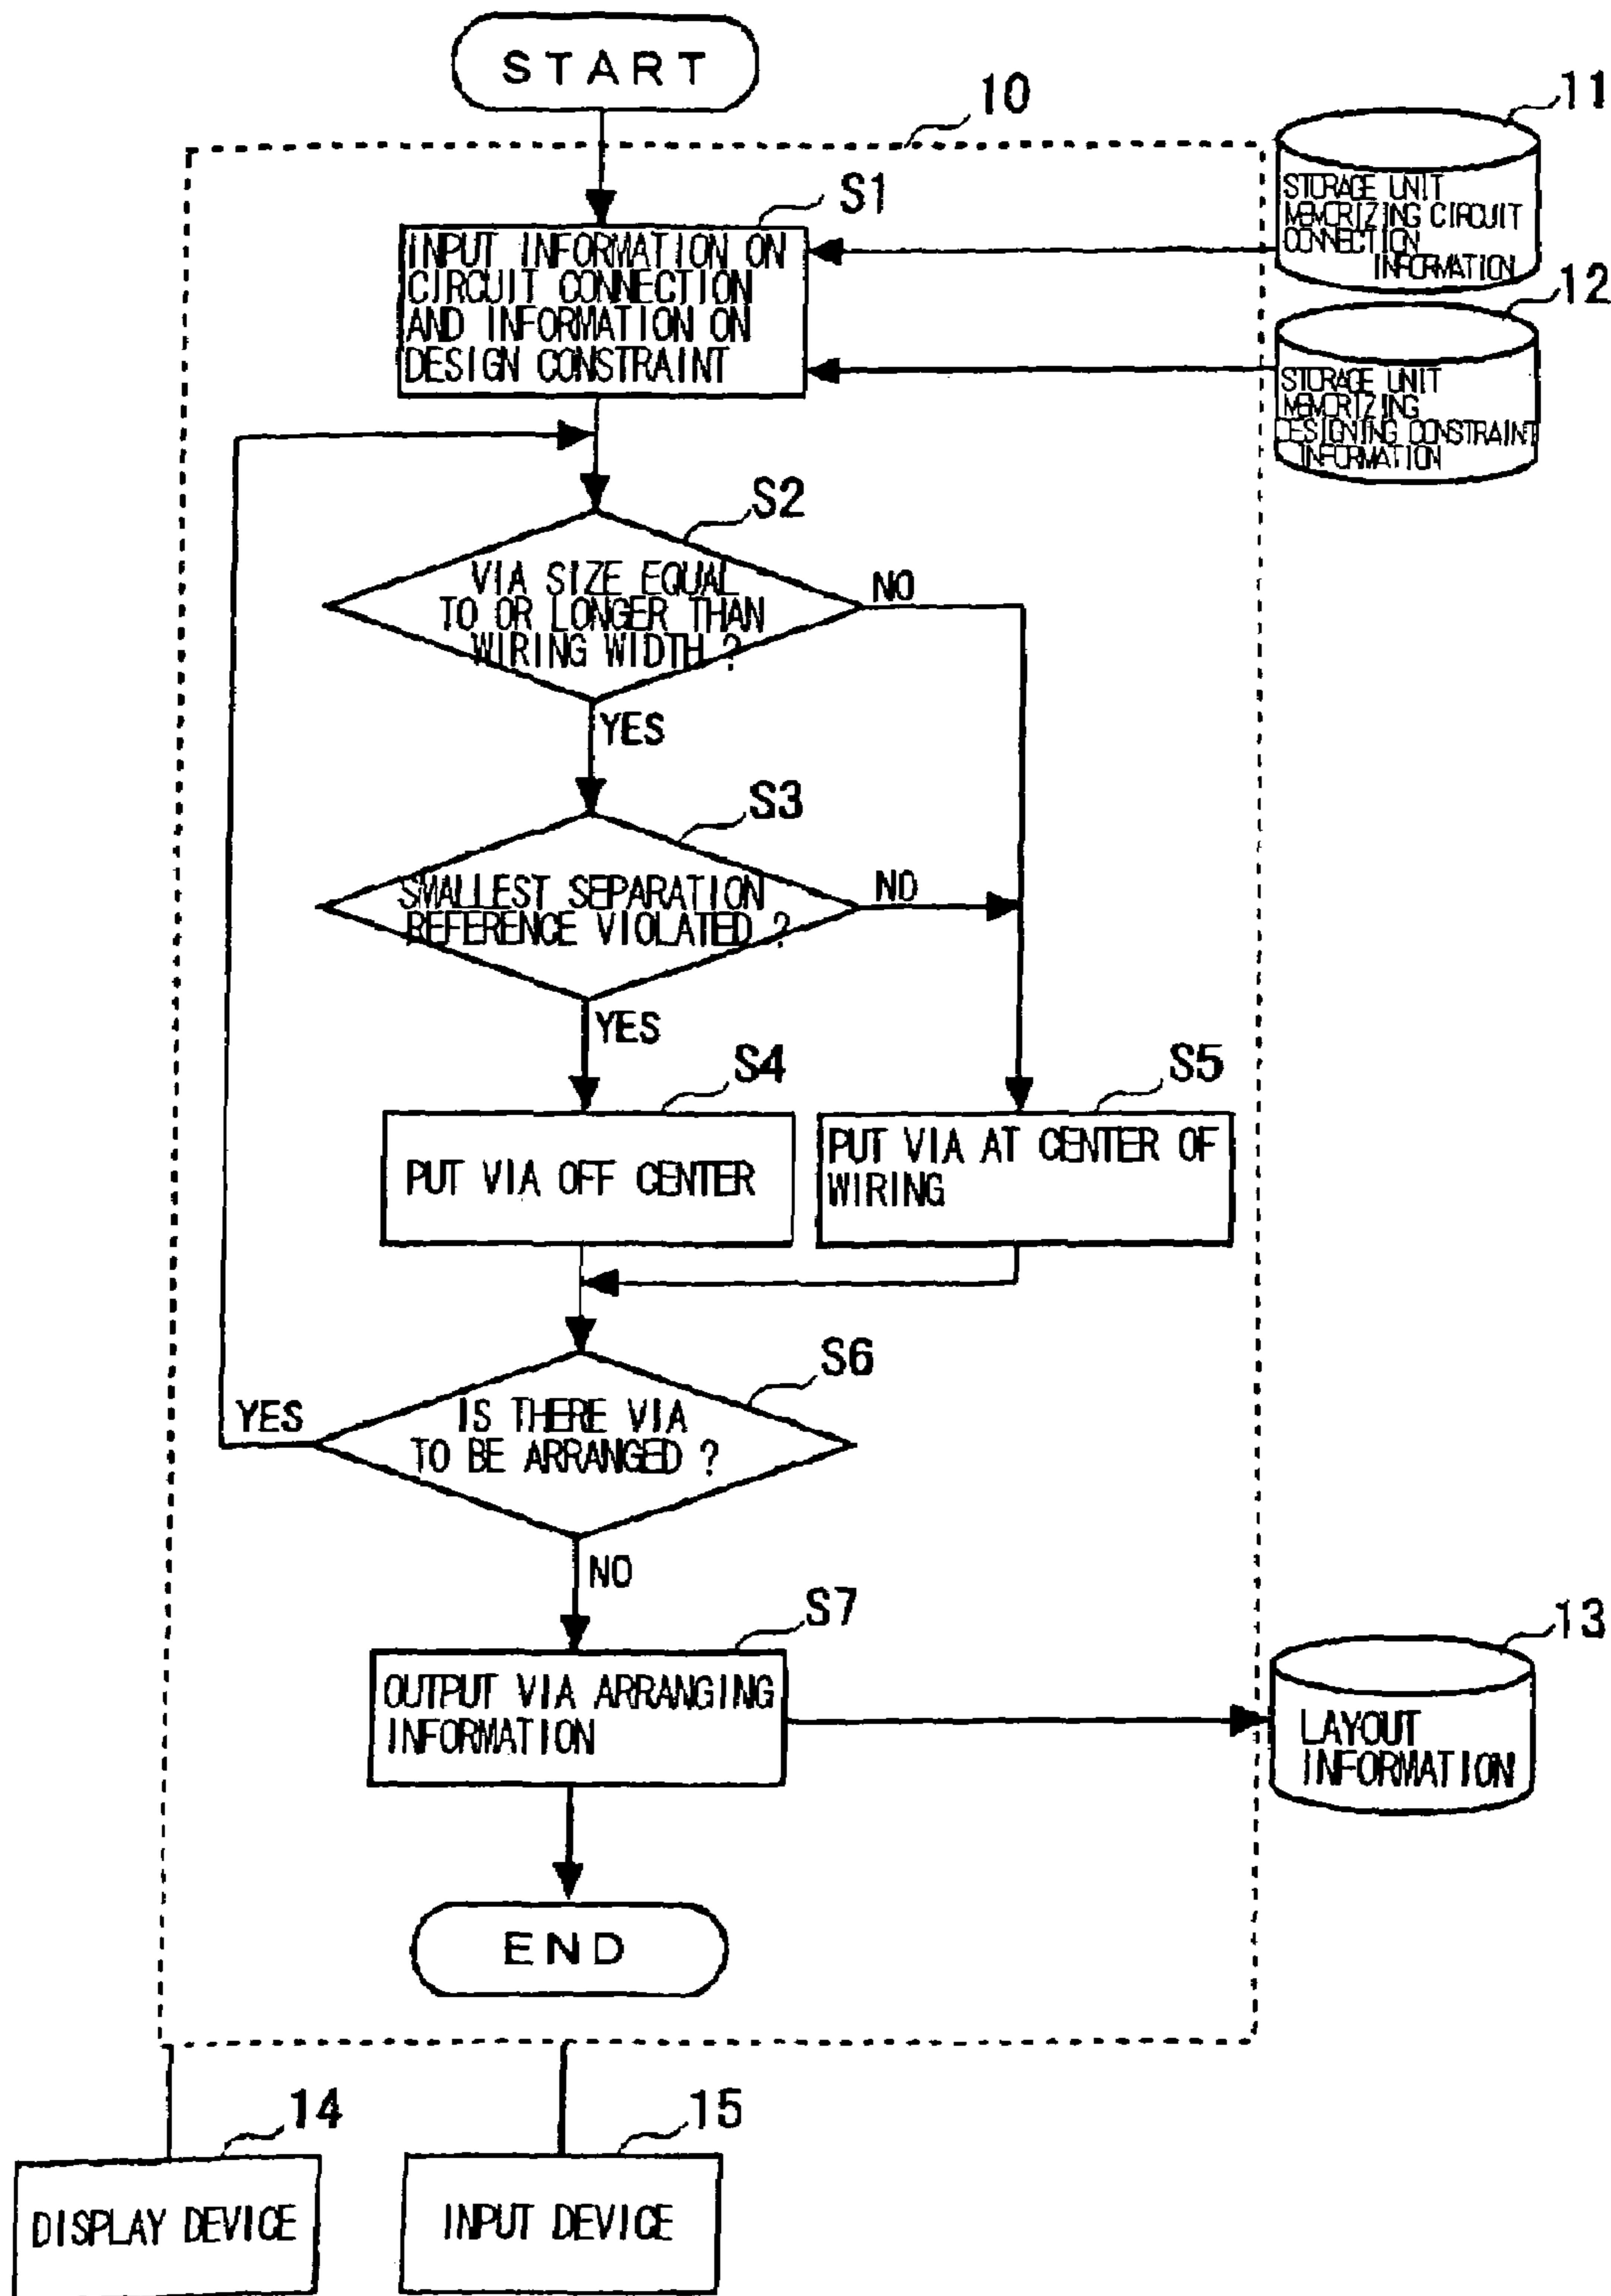 START
10
11
STORAGE UNIT
MEMORIZING CIRCUIT
CONNECTION
INFORMATION
S1
INPUT INFORMATION ON
CIRCUIT CONNECTION
AND INFORMATION ON
DESIGN CONSTRAINT
12
STORAGE UNIT
MEMORIZING
DESIGNING CONSTRAINT
INFORMATION
S2
VIA SIZE EQUAL
TO OR LONGER THAN
WIRING WIDTH ?
NO
YES
S3
SMALLEST SEPARATION
REFERENCE VIOLATED ?
NO
YES
S4
PUT VIA OFF CENTER
S5
PUT VIA AT CENTER OF
WIRING
S6
IS THERE VIA
TO BE ARRANGED ?
YES
NO
S7
OUTPUT VIA ARRANGING
INFORMATION
13
LAYOUT
INFORMATION
END
14
DISPLAY DEVICE
15
INPUT DEVICE